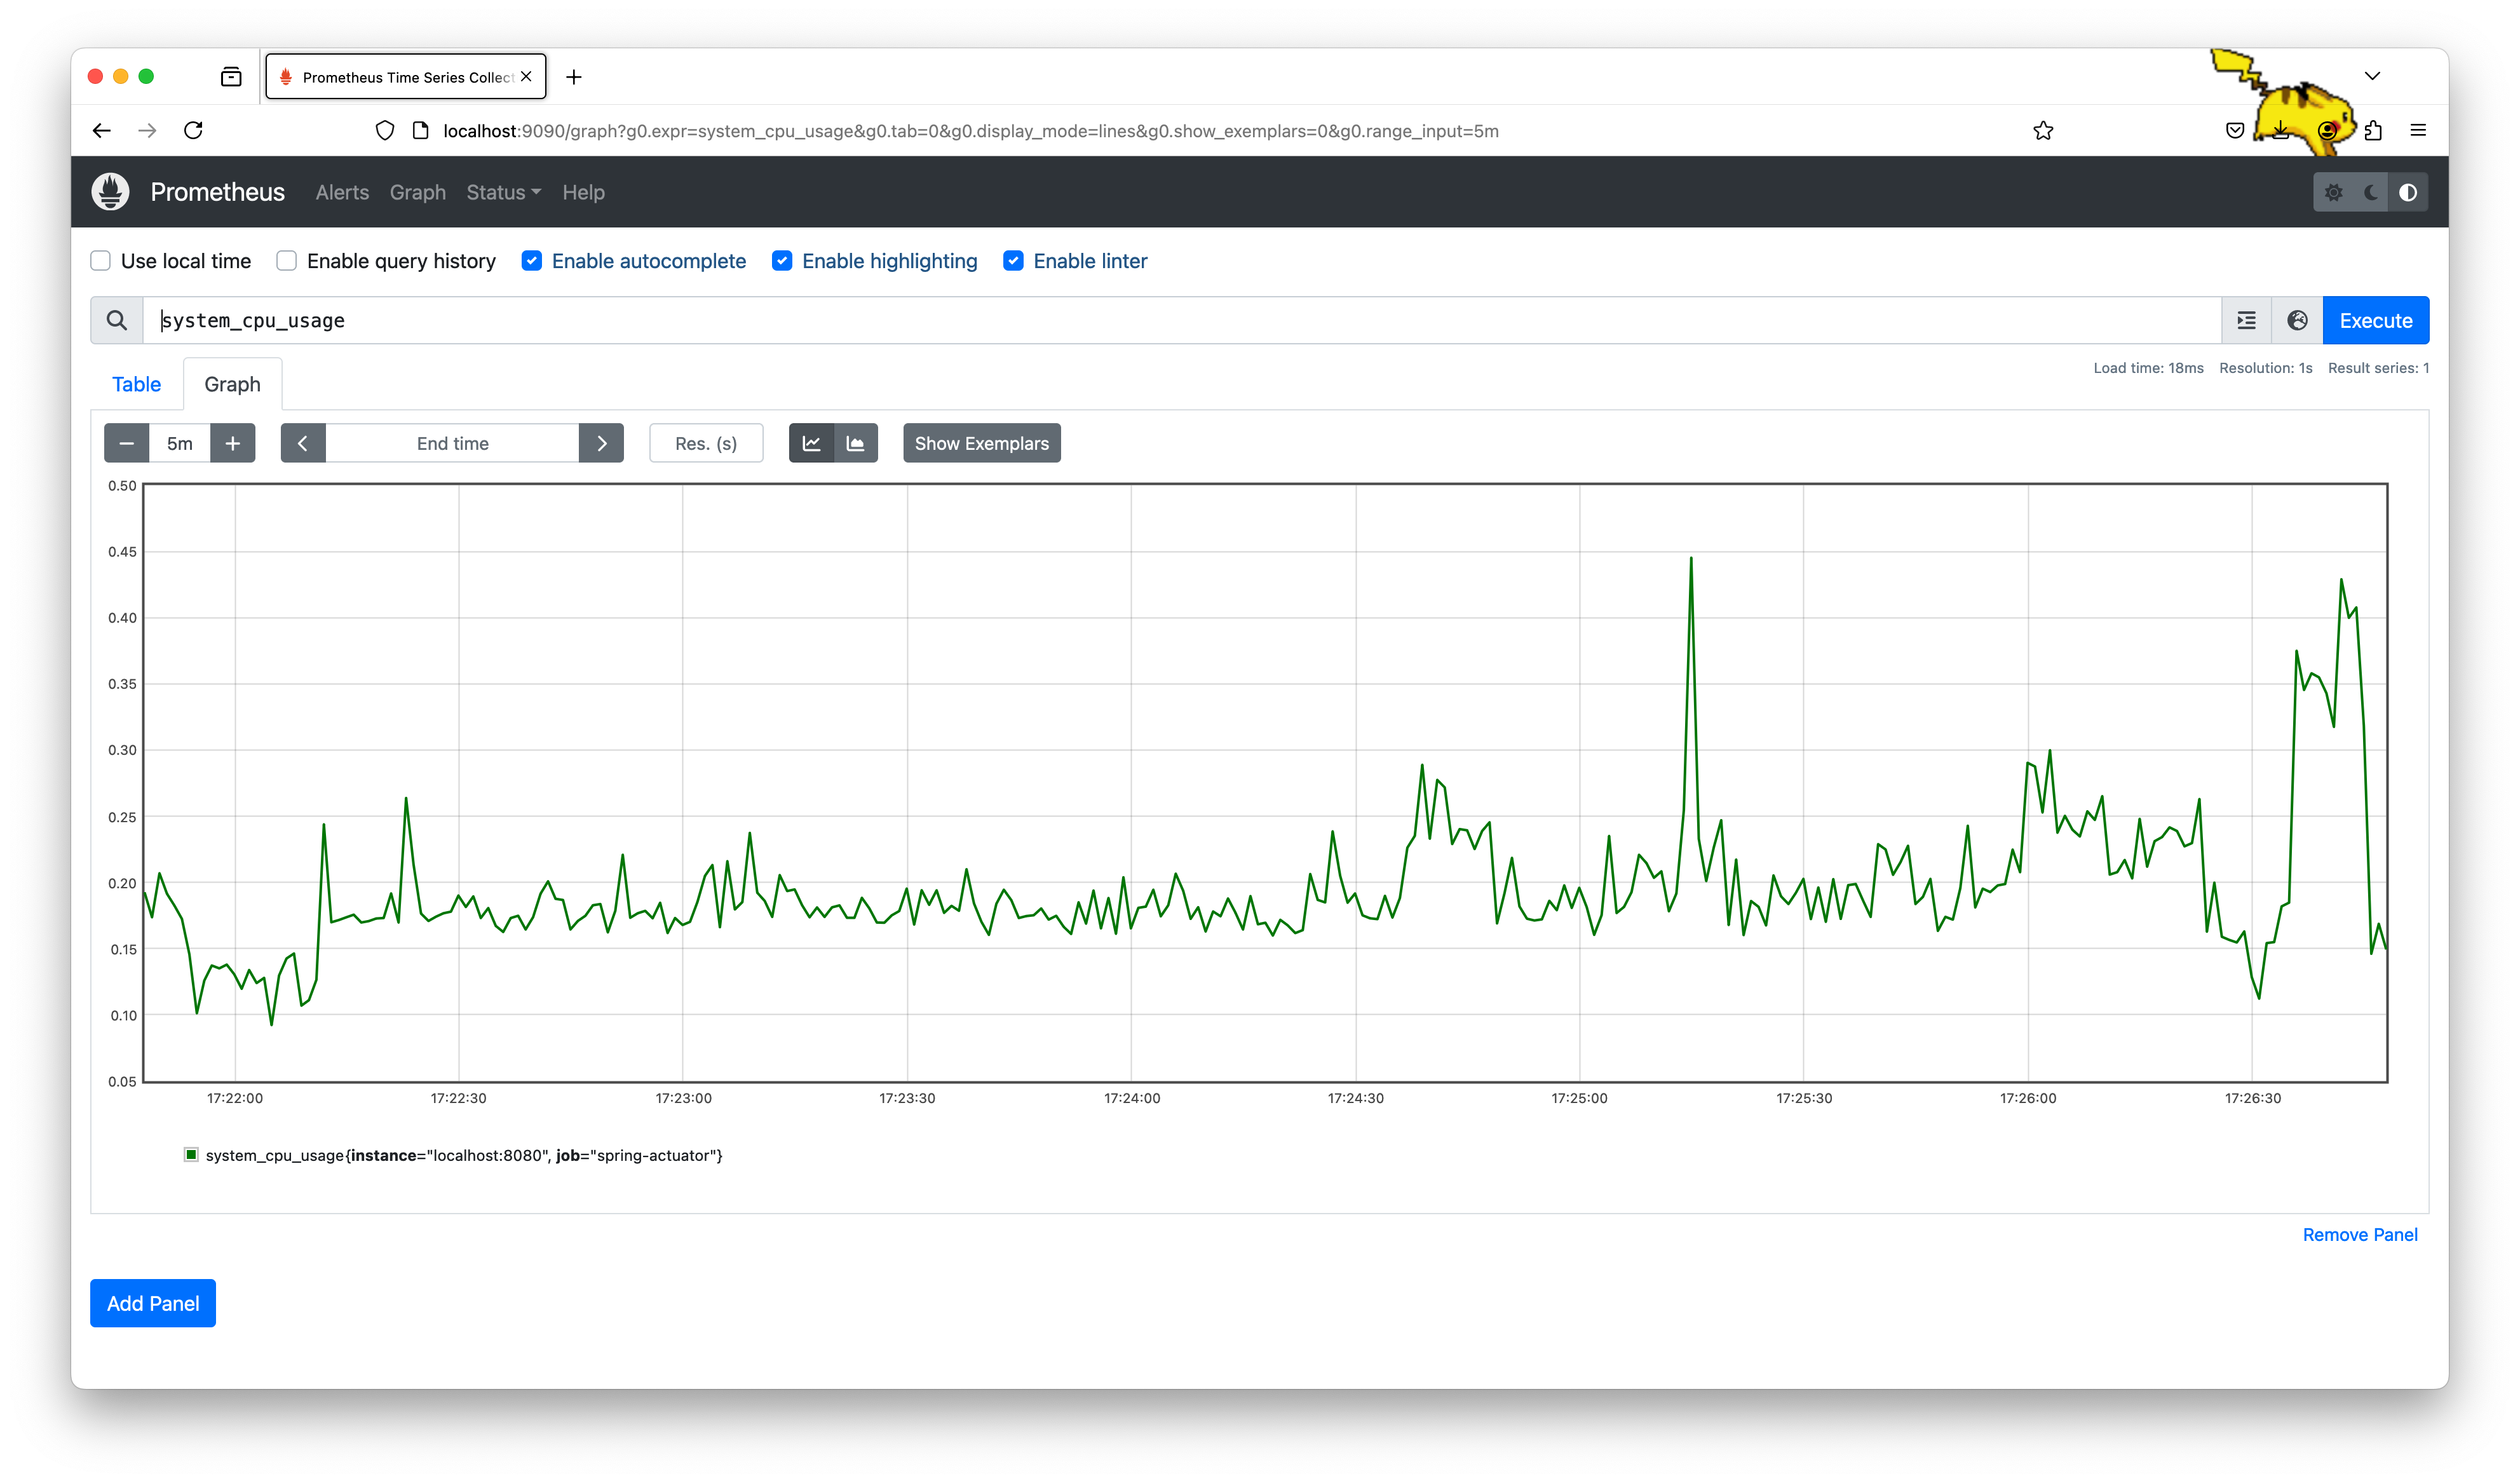 Prometheus Time Series Collect
localhost:9090/graph?g0.expr=system_cpu_usage&g0.tab=0&g0.display_mode=lines&g0.show_exemplars=0&g0.range_input=5m
Prometheus Alerts Graph Status Help
Use local time Enable query history Enable autocomplete Enable highlighting Enable linter
system_cpu_usage Execute
Load time: 18ms Resolution: 1s Result series: 1
Table Graph
5m End time Res. (s) Show Exemplars
0.50
0.45
0.40
0.35
0.30
0.25
0.20
0.15
0.10
0.05
17:22:00 17:22:30 17:23:00 17:23:30 17:24:00 17:24:30 17:25:00 17:25:30 17:26:00 17:26:30
system_cpu_usage{instance="localhost:8080", job="spring-actuator"}
Remove Panel
Add Panel